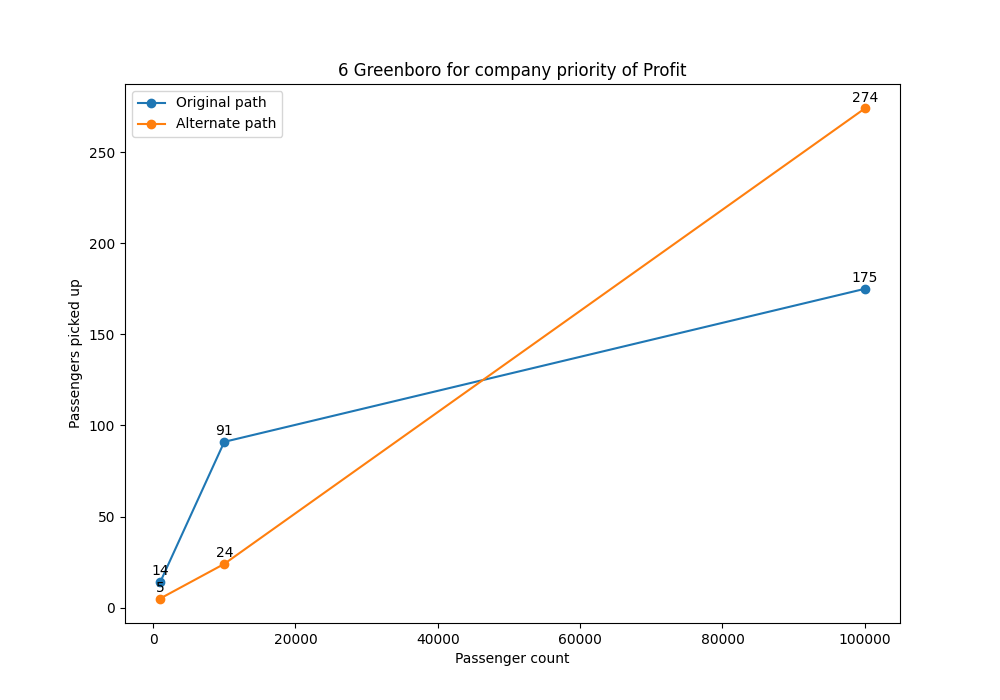 6 Greenboro for company priority of Profit
Original path
Alternate path
274
250
200
175
150
100
91
50
24
14
5
0
Passengers picked up
0 20000 40000 60000 80000 100000
Passenger count